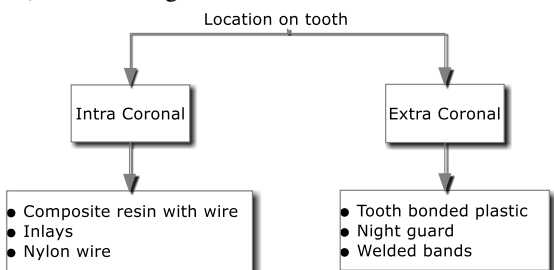 Location on tooth
Intra Coronal
Extra Coronal
● Composite resin with wire
● Inlays
● Nylon wire
● Tooth bonded plastic
● Night guard
● Welded bands